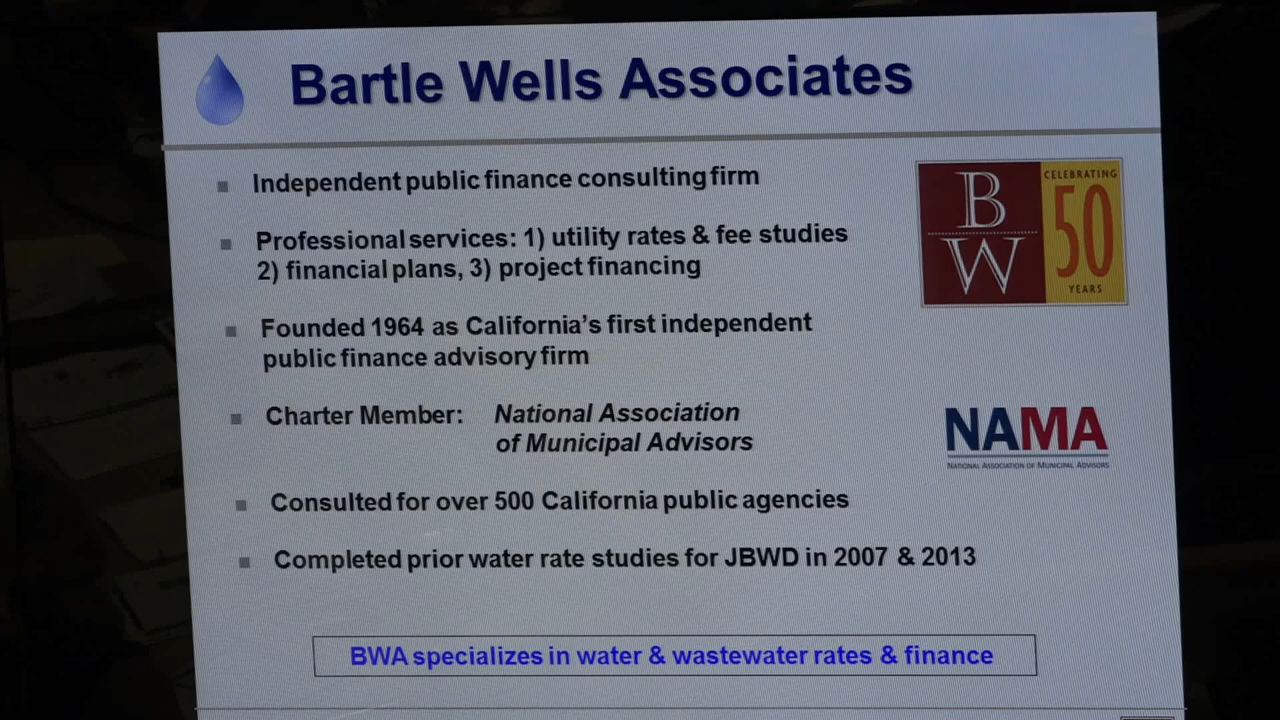 Bartle Wells Associates
Independent public finance consulting firm
Professional services: 1) utility rates & fee studies
2) financial plans, 3) project financing
Founded 1964 as California's first independent
public finance advisory firm
Charter Member: National Association
of Municipal Advisors
Consulted for over 500 California public agencies
Completed prior water rate studies for JBWD in 2007 & 2013
BWA specializes in water & wastewater rates & finance
B
W
CELEBRATING
50
YEARS
NAMA
NATIONAL ASSOCIATION OF MUNICIPAL ADVISORS